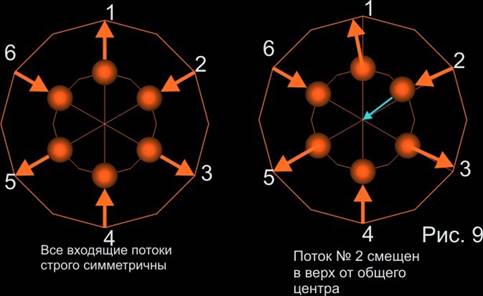 1
6
2
5
3
4
Все входящие потоки
строго симметричны
1
6
2
5
3
4
Рис. 9
Поток № 2 смещен
в верх от общего
центра